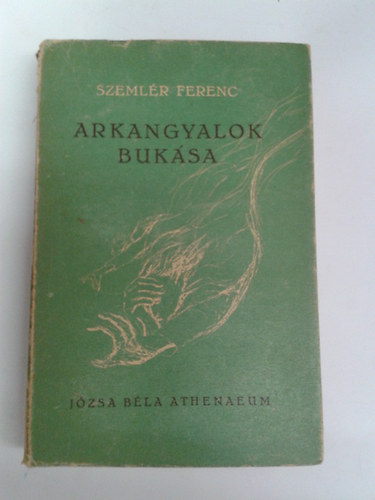 SZEMLÉR FERENC
ARKANGYALOK
BUKÁSA
JÓZSA BÉLA ATHENAEUM